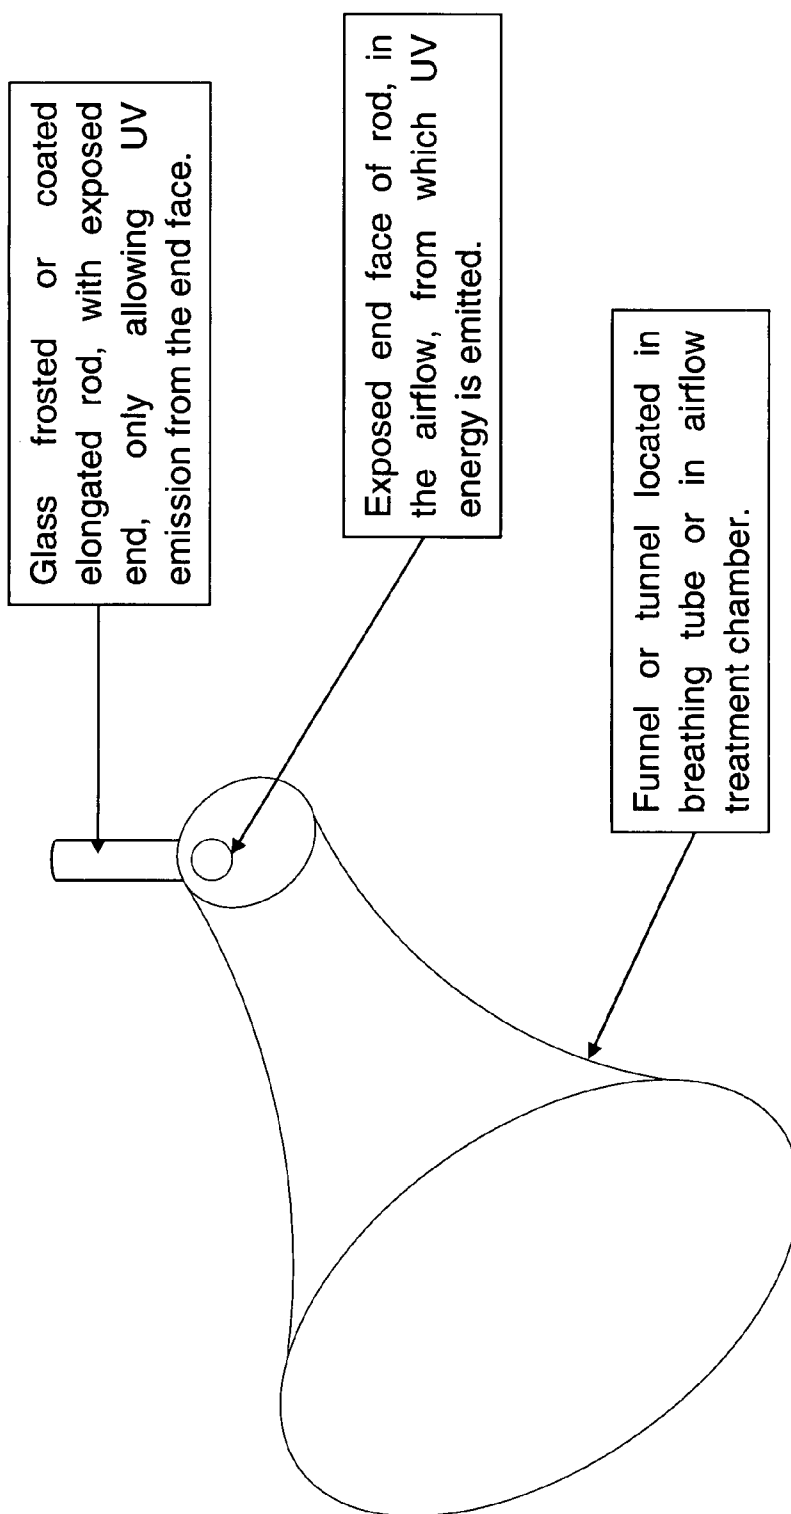 Glass frosted or coated
elongated rod, with exposed
end, only allowing UV
emission from the end face.
Exposed end face of rod, in
the airflow, from which UV
energy is emitted.
Funnel or tunnel located in
breathing tube or in airflow
treatment chamber.